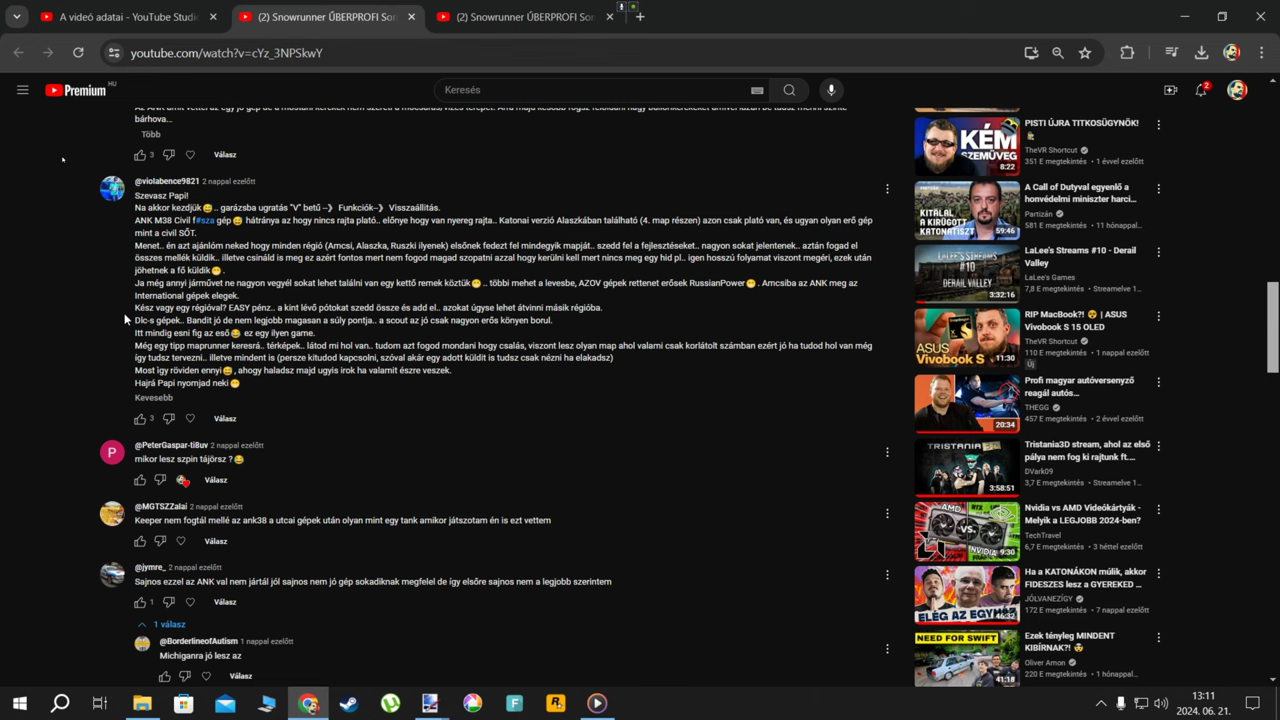 A videó adatai - YouTube Studi
(2) Snowrunner ÜBERPROFI Sor
(2) Snowrunner ÜBERPROFI Sor
youtube.com/watch?v=cYz_3NPSkwY
Premium HU
Keresés
2
bárhova...
Több
3 Válasz
@violabence9821 2 nappal ezelőtt
Szevasz Papi!
Na akkor kezdjük😅.. garázsba ugratás "V" betű –》 Funkciók–》 Visszaállítás.
ANK M38 Civil f#sza gép😅 hátránya az hogy nincs rajta plató.. előnye hogy van nyereg rajta.. Katonai verzió Alaszkában található (4. map részen) azon csak plató van, és ugyan olyan erő gép
mint a civil SŐT.
Menet.. én azt ajánlóm neked hogy minden régió (Amcsi, Alaszka, Ruszki ilyenek) elsőnek fedezt fel mindegyik mapját.. szedd fel a fejlesztéseket.. nagyon sokat jelentenek.. aztán fogad el
összes mellék küldik.. illetve csináld is meg ez azért fontos mert nem fogod magad szopatni azzal hogy kerülni kell mert nincs meg egy hid pl.. igen hosszú folyamat viszont megéri, ezek után
jöhetnek a fő küldik😁.
Ja még annyi járművet ne nagyon vegyél sokat lehet találni van egy kettő remek köztük😋 .. többi mehet a levesbe, AZOV gépek rettenet erősek RussianPower😁. Amcsiba az ANK meg az
International gépek elegek.
Kész vagy egy régióval? EASY pénz.. a kint lévő pótokat szedd össze és add el.. azokat úgyse lehet átvinni másik régióba.
Dlc-s gépek.. Bandit jó de nem legjobb magasan a súly pontja.. a scout az jó csak nagyon erős könyen borul.
Itt mindig esni fig az eső😂 ez egy ilyen game.
Még egy tipp maprunner keresrá.. térképek.. látod mi hol van.. tudom azt fogod mondani hogy csalás, viszont lesz olyan map ahol valami csak korlátolt számban ezért jó ha tudod hol van még
így tudsz tervezni.. illetve mindent is (persze kitudod kapcsolni, szóval akár egy adott küldit is tudsz csak nézni ha elakadsz)
Most így röviden ennyi😅, ahogy haladsz majd ugyis irok ha valamit észre veszek.
Hajrá Papi nyomjad neki😁
Kevesebb
3 Válasz
P
@PeterGaspar-ti8uv 2 nappal ezelőtt
mikor lesz szpin tájörsz ?😂
Válasz
@MGTSZZalai 2 nappal ezelőtt
Keeper nem fogtál mellé az ank38 a utcai gépek után olyan mint egy tank amikor játszotam én is ezt vettem
Válasz
@jymre_ 2 nappal ezelőtt
Sajnos ezzel az ANK val nem jártál jól sajnos nem jó gép sokadiknak megfelel de így elsőre sajnos nem a legjobb szerintem
1 Válasz
1 válasz
@BorderlineofAutism 1 nappal ezelőtt
Michiganra jó lesz az
Válasz
KÉM
SZEMÜVEG
8:22
PISTI ÚJRA TITKOSÜGYNÖK!
TheVR Shortcut
351 E megtekintés • 1 évvel ezelőtt
KITÁLAL
A KIRÚGOTT
KATONATISZT
59:46
A Call of Dutyval egyenlő a
honvédelmi miniszter harci...
Partizán
581 E megtekintés • 11 hónap...
LALEE'S
STREAMS
#10
DERAIL
VALLEY
3:32:16
LaLee's Streams #10 - Derail
Valley
LaLee's Games
7,8 E megtekintés • Streamelve 1...
ASUS
Vivobook S
11:30
RIP MacBook?! 😯 | ASUS
Vivobook S 15 OLED
TheVR Shortcut
110 E megtekintés • 1 nappal e...
Új
20:34
Profi magyar autóversenyző
reagál autós...
THEGG
457 E megtekintés • 2 évvel ezelőtt
TRISTANIA
3:58:51
Tristania3D stream, ahol az első
pálya nem fog ki rajtunk ft....
DVark09
3,7 E megtekintés • Streamelve 1...
AMD
VS.
NVIDIA
9:30
Nvidia vs AMD Videókártyák -
Melyik a LEGJOBB 2024-ben?
TechTravel
6,7 E megtekintés • 3 héttel ezelőtt
ELÉG AZ EGYHÁZ
46:32
Ha a KATONÁKON múlik, akkor
FIDESZES lesz a GYEREKED ...
JÓLVANEZÍGY
172 E megtekintés • 7 nappal ezelőtt
NEED FOR SWIFT
41:18
Ezek tényleg MINDENT
KIBÍRNAK?! 🤯
Oliver Amon
220 E megtekintés • 1 hónappal...
13:11
2024. 06. 21.